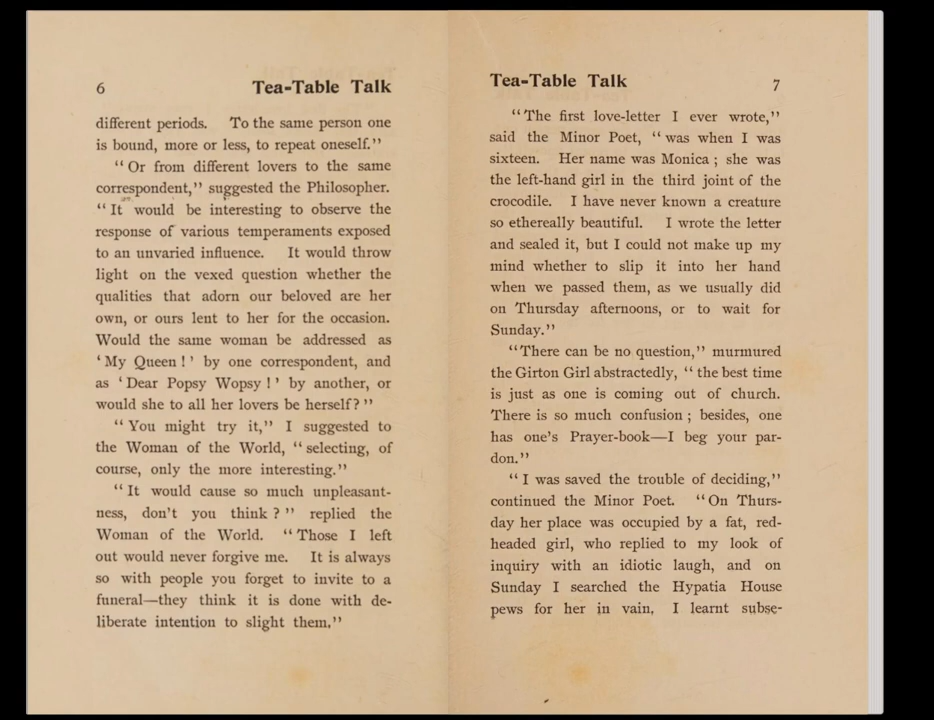 6 Tea-Table Talk
different periods. To the same person one
is bound, more or less, to repeat oneself."
"Or from different lovers to the same
correspondent," suggested the Philosopher.
"It would be interesting to observe the
response of various temperaments exposed
to an unvaried influence. It would throw
light on the vexed question whether the
qualities that adorn our beloved are her
own, or ours lent to her for the occasion.
Would the same woman be addressed as
'My Queen!' by one correspondent, and
as 'Dear Popsy Wopsy!' by another, or
would she to all her lovers be herself?"
"You might try it," I suggested to
the Woman of the World, "selecting, of
course, only the more interesting."
"It would cause so much unpleasant-
ness, don't you think?" replied the
Woman of the World. "Those I left
out would never forgive me. It is always
so with people you forget to invite to a
funeral—they think it is done with de-
liberate intention to slight them."
Tea-Table Talk 7
"The first love-letter I ever wrote,"
said the Minor Poet, "was when I was
sixteen. Her name was Monica; she was
the left-hand girl in the third joint of the
crocodile. I have never known a creature
so ethereally beautiful. I wrote the letter
and sealed it, but I could not make up my
mind whether to slip it into her hand
when we passed them, as we usually did
on Thursday afternoons, or to wait for
Sunday."
"There can be no question," murmured
the Girton Girl abstractedly, "the best time
is just as one is coming out of church.
There is so much confusion; besides, one
has one's Prayer-book—I beg your par-
don."
"I was saved the trouble of deciding,"
continued the Minor Poet. "On Thurs-
day her place was occupied by a fat, red-
headed girl, who replied to my look of
inquiry with an idiotic laugh, and on
Sunday I searched the Hypatia House
pews for her in vain. I learnt subse-